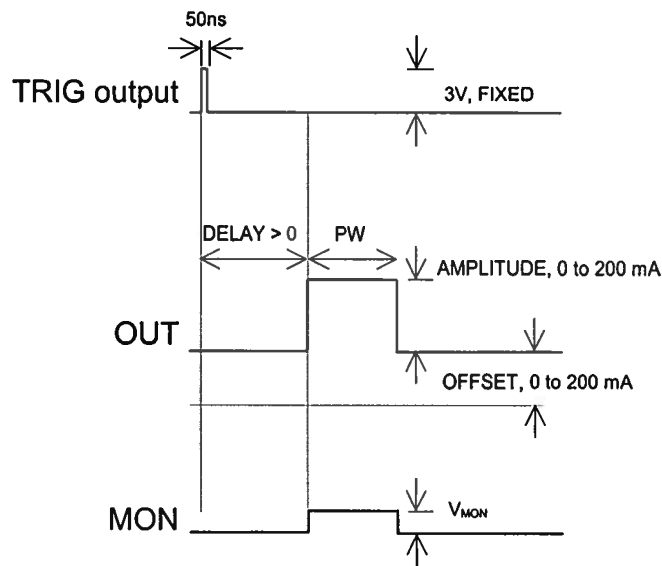 50ns
TRIG output
3V, FIXED
DELAY > 0
PW
AMPLITUDE, 0 to 200 mA
OUT
OFFSET, 0 to 200 mA
MON
VMON